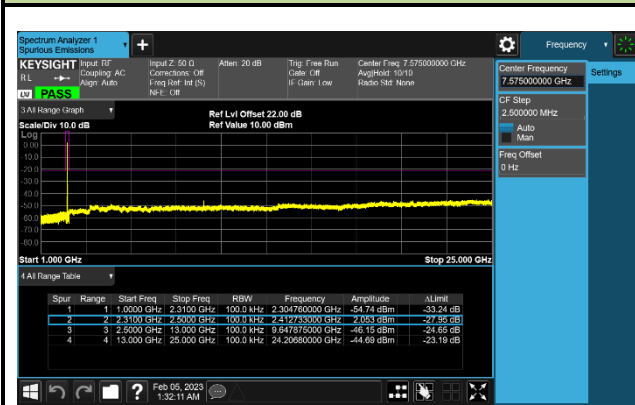 Spectrum Analyzer 1
Spurious Emissions
Frequency
KEYSIGHT
Input: RF
Input Z: 50 Ω
Atten: 20 dB
Trig: Free Run
Center Freq: 7.575000000 GHz
RL
Coupling: AC
Corrections: Off
Gate: Off
Avg|Hold: 10/10
Align: Auto
Freq Ref: Int (S)
IF Gain: Low
Radio Std: None
NFE: Off
LW PASS
Center Frequency
7.575000000 GHz
Settings
CF Step
2.500000 MHz
Auto
Man
Freq Offset
0 Hz
3 All Range Graph
Ref Lvl Offset 22.00 dB
Scale/Div 10.0 dB
Ref Value 10.00 dBm
Log
0.00
-10.0
-20.0
-30.0
-40.0
-50.0
-60.0
-70.0
-80.0
Start 1.000 GHz
Stop 25.000 GHz
4 All Range Table
Spur Range Start Freq Stop Freq RBW Frequency Amplitude ΔLimit
1 1 1.0000 GHz 2.3100 GHz 100.0 kHz 2.304760000 GHz -54.74 dBm -33.24 dB
2 2 2.3100 GHz 2.5000 GHz 100.0 kHz 2.412733000 GHz 2.053 dBm -27.95 dB
3 3 2.5000 GHz 13.000 GHz 100.0 kHz 9.647875000 GHz -46.15 dBm -24.65 dB
4 4 13.000 GHz 25.000 GHz 100.0 kHz 24.20680000 GHz -44.69 dBm -23.19 dB
?
Feb 05, 2023
1:32:11 AM